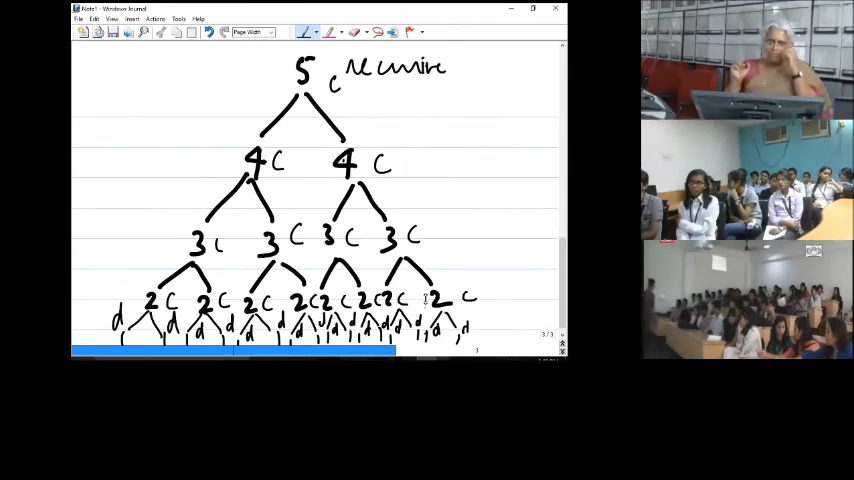 Note1 - Windows Journal
File Edit View Insert Actions Tools Help
Page Width
5 c recursive
4 C 4 C
3 C 3 C 3 C 3 C
2 C 2 C 2 C 2 C 2 C 2 C 2 C 2 C
d d d d d d d d d d d d d d d d
3/3
3